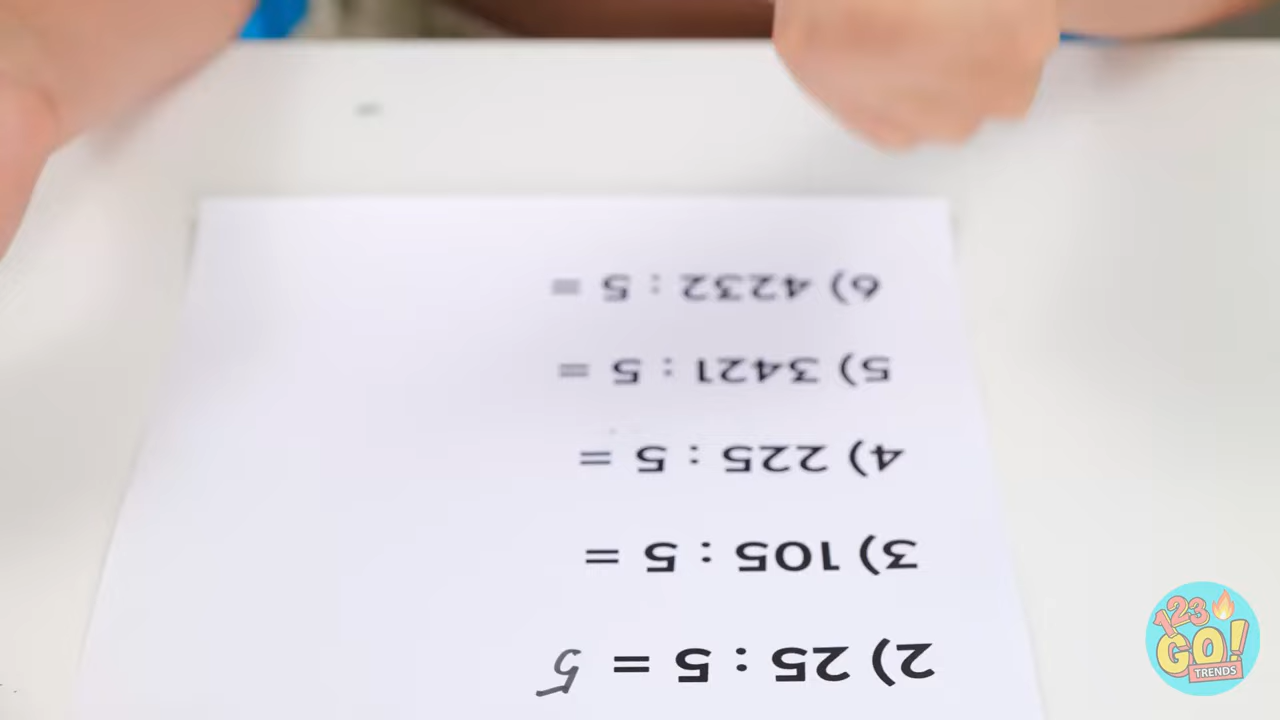 2) 25 : 5 = 5
3) 105 : 5 =
4) 225 : 5 =
5) 3421 : 5 =
6) 4232 : 5 =
123
GO!
TRENDS